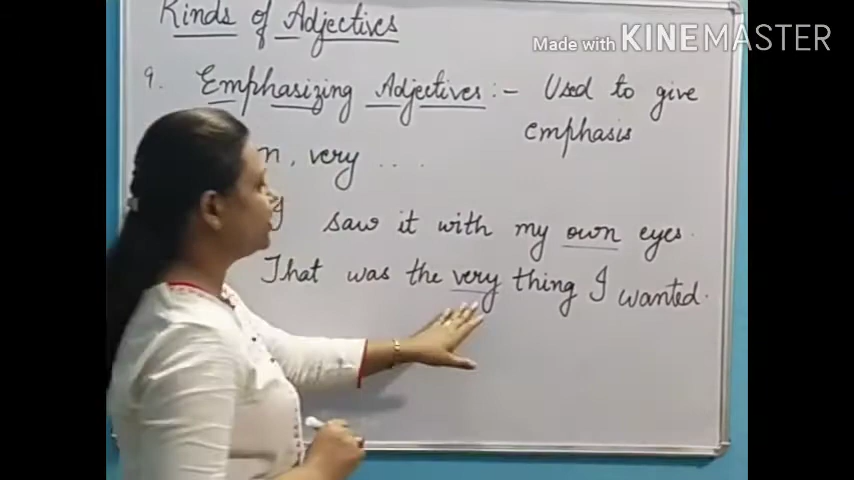 Kinds of Adjectives
Made with KINEMASTER
9. Emphasizing Adjectives :- Used to give
emphasis
, very ....
saw it with my own eyes.
That was the very thing I wanted.